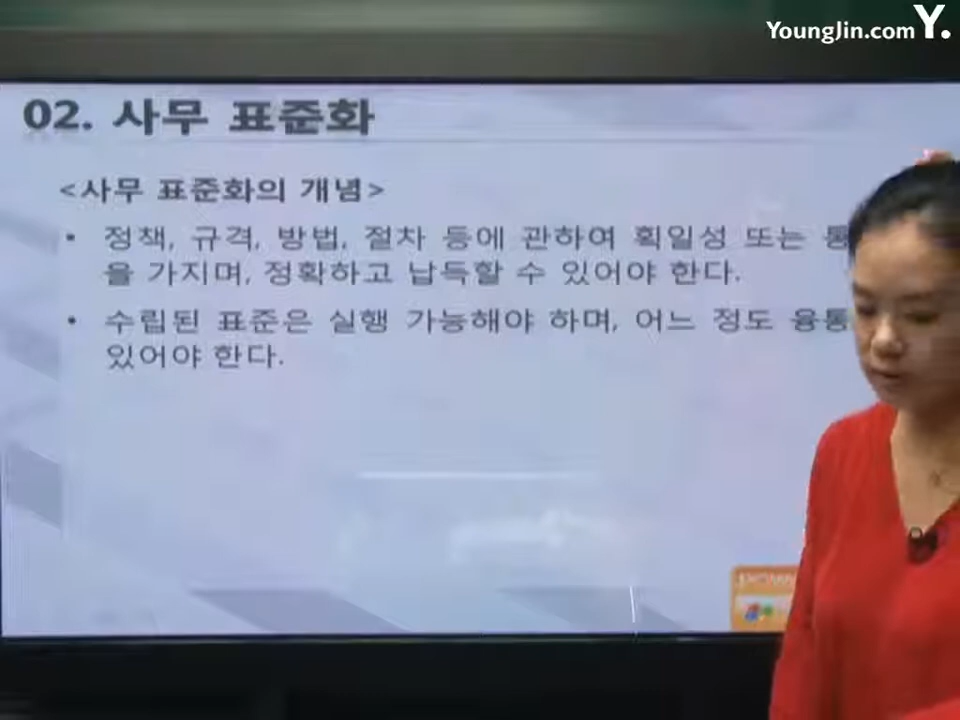 YoungJin.com Y.
02. 사무 표준화
<사무 표준화의 개념>
• 정책, 규격, 방법, 절차 등에 관하여 획일성 또는 통
을 가지며, 정확하고 납득할 수 있어야 한다.
• 수립된 표준은 실행 가능해야 하며, 어느 정도 융통
있어야 한다.